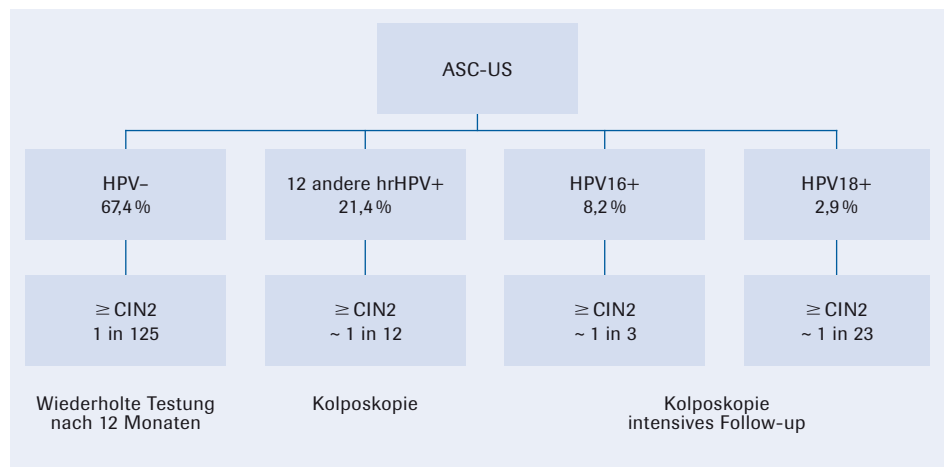 ASC-US
HPV–
67,4 %
12 andere hrHPV+
21,4 %
HPV16+
8,2 %
HPV18+
2,9 %
≥ CIN2
1 in 125
≥ CIN2
~ 1 in 12
≥ CIN2
~ 1 in 3
≥ CIN2
~ 1 in 23
Wiederholte Testung
nach 12 Monaten
Kolposkopie
Kolposkopie
intensives Follow-up